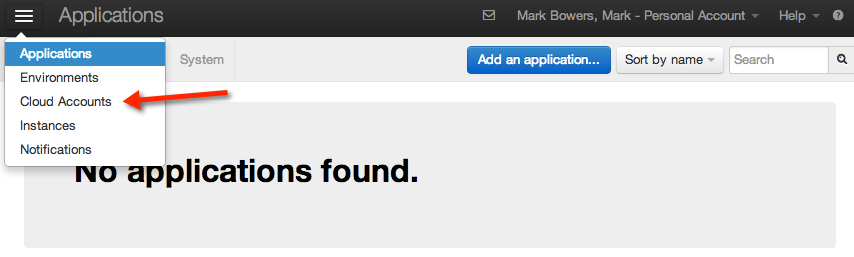 Applications
Mark Bowers, Mark - Personal Account
Help
?
Applications
Environments
Cloud Accounts
Instances
Notifications
System
Add an application...
Sort by name
Search
No applications found.